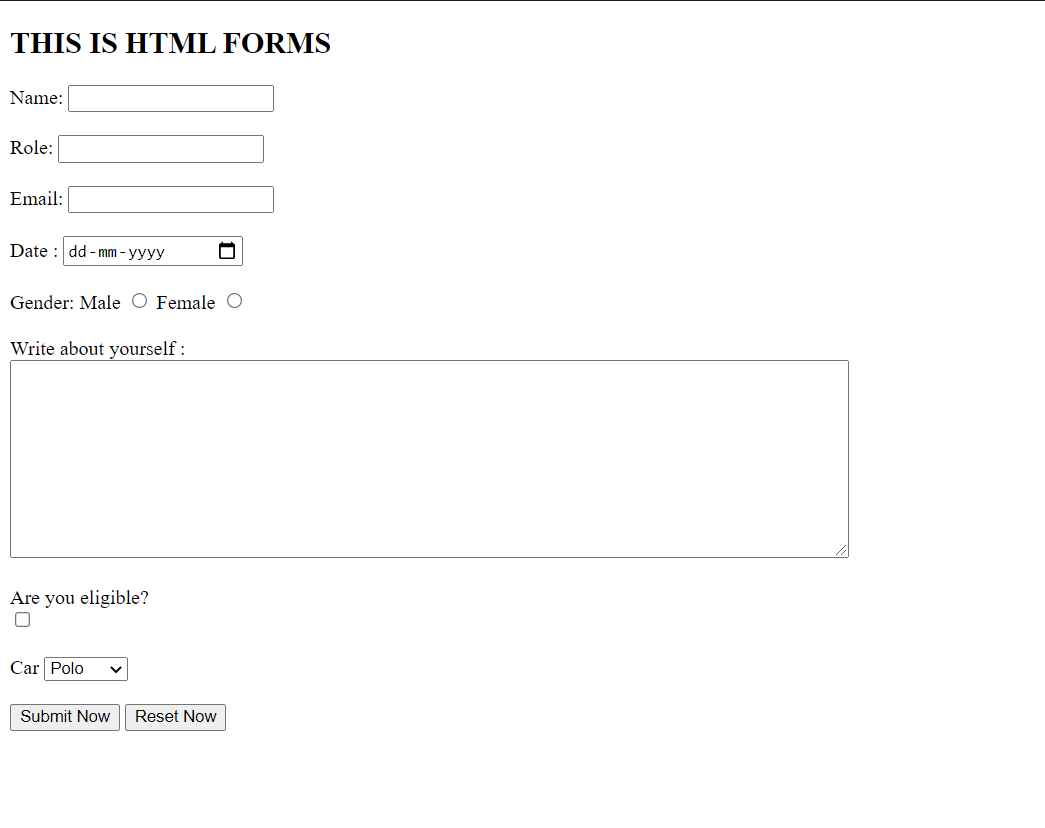 THIS IS HTML FORMS
Name:
Role:
Email:
Date : dd-mm-yyyy
Gender: Male Female
Write about yourself :
Are you eligible?
Car Polo
Submit Now Reset Now